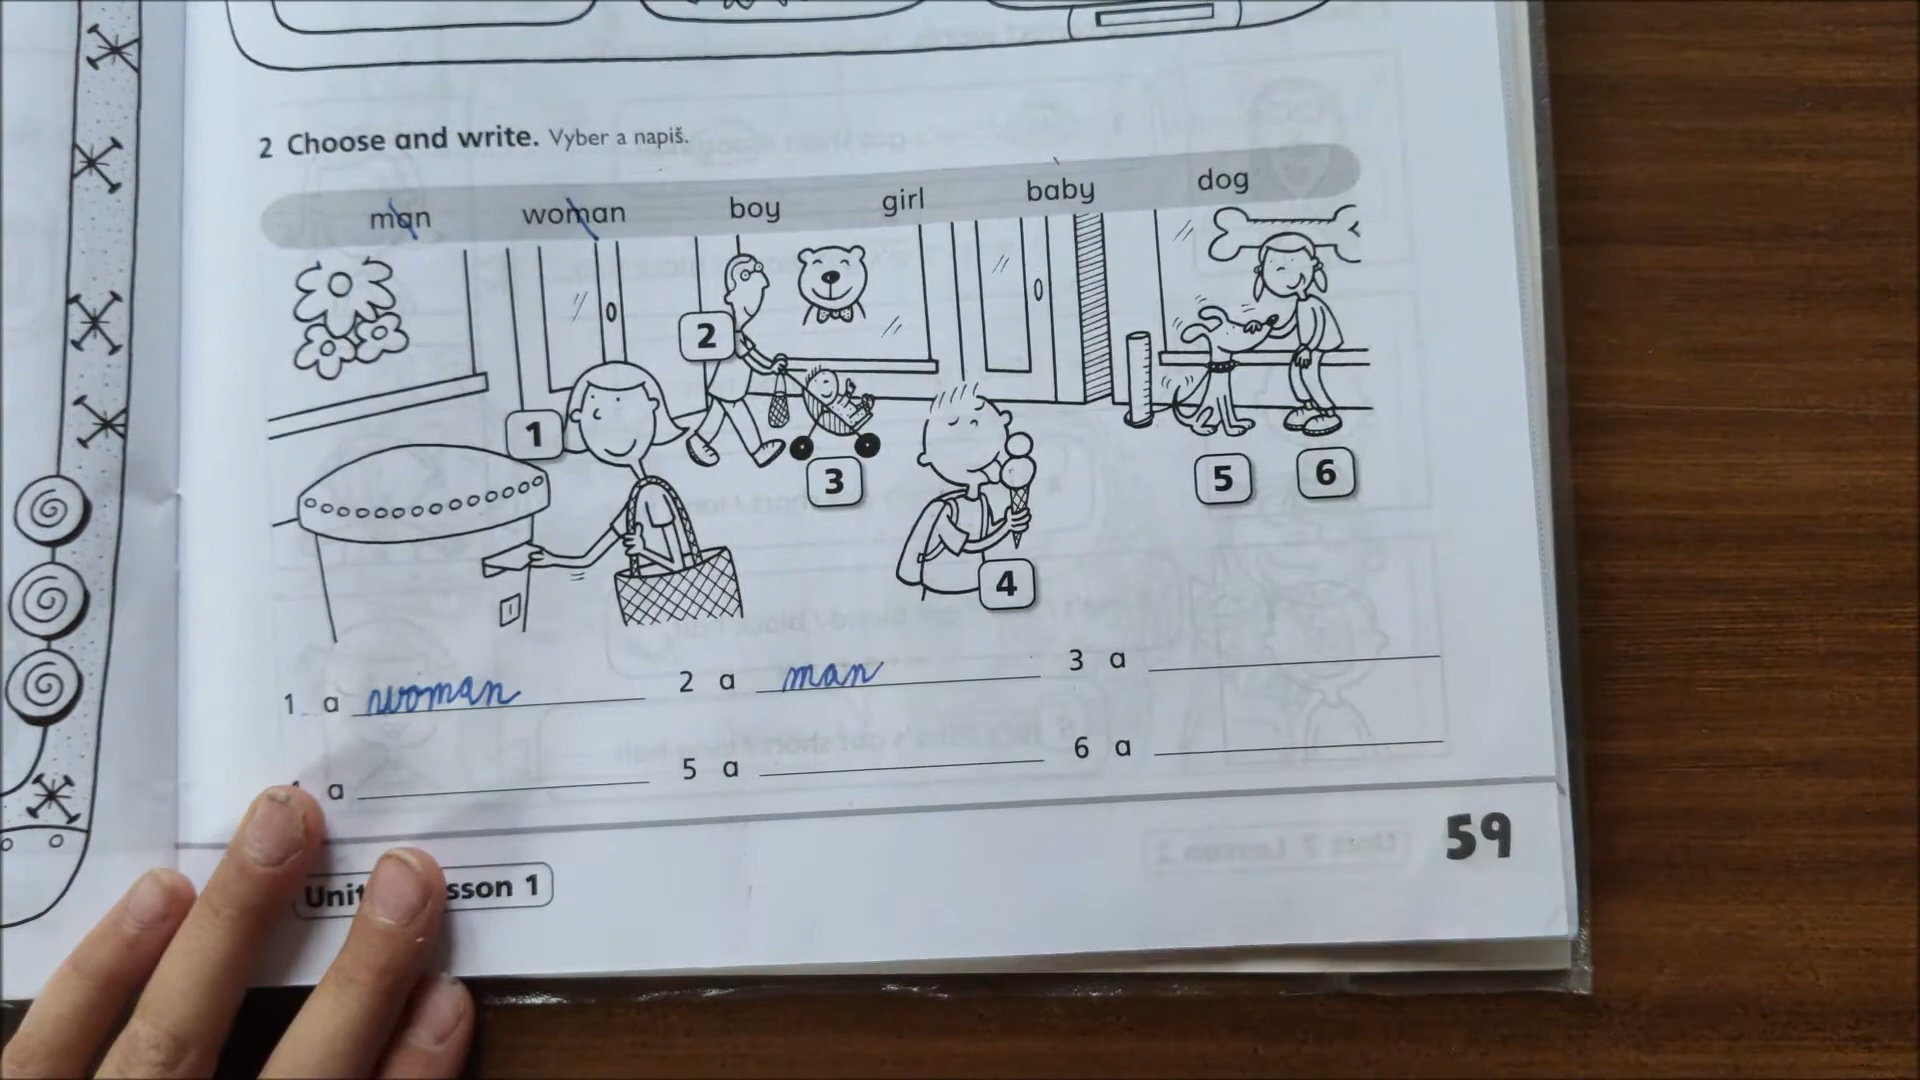 2 Choose and write. Vyber a napiš.
man woman boy girl baby dog
2
1
3
5 6
4
1 a woman 2 a man 3 a
a 5 a 6 a
59
Unit sson 1